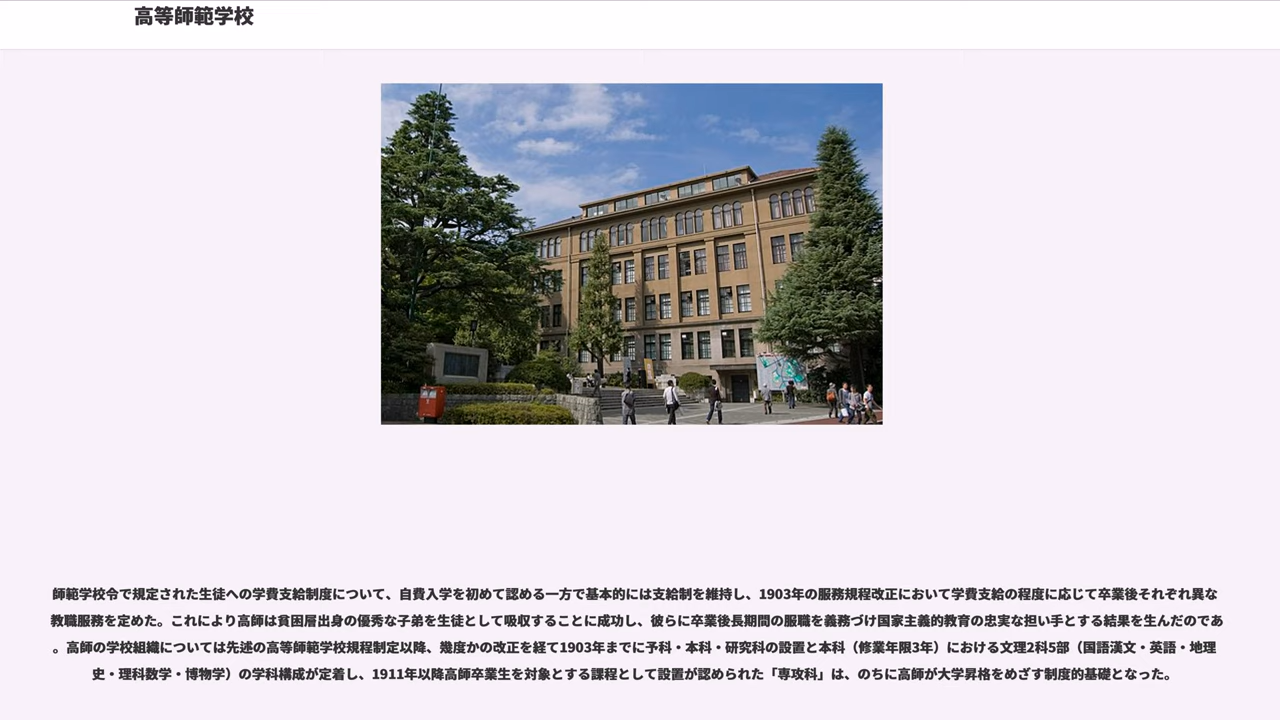 高等師範学校
師範学校令で規定された生徒への学費支給制度について、自費入学を初めて認める一方で基本的には支給制を維持し、1903年の服務規程改正において学費支給の程度に応じて卒業後それぞれ異な
教職服務を定めた。これにより高師は貧困層出身の優秀な子弟を生徒として吸収することに成功し、彼らに卒業後長期間の服職を義務づけ国家主義的教育の忠実な担い手とする結果を生んだのであ
。高師の学校組織については先述の高等師範学校規程制定以降、幾度かの改正を経て1903年までに予科・本科・研究科の設置と本科（修業年限3年）における文理2科5部（国語漢文・英語・地理
史・理科数学・博物学）の学科構成が定着し、1911年以降高師卒業生を対象とする課程として設置が認められた「専攻科」は、のちに高師が大学昇格をめざす制度的基礎となった。